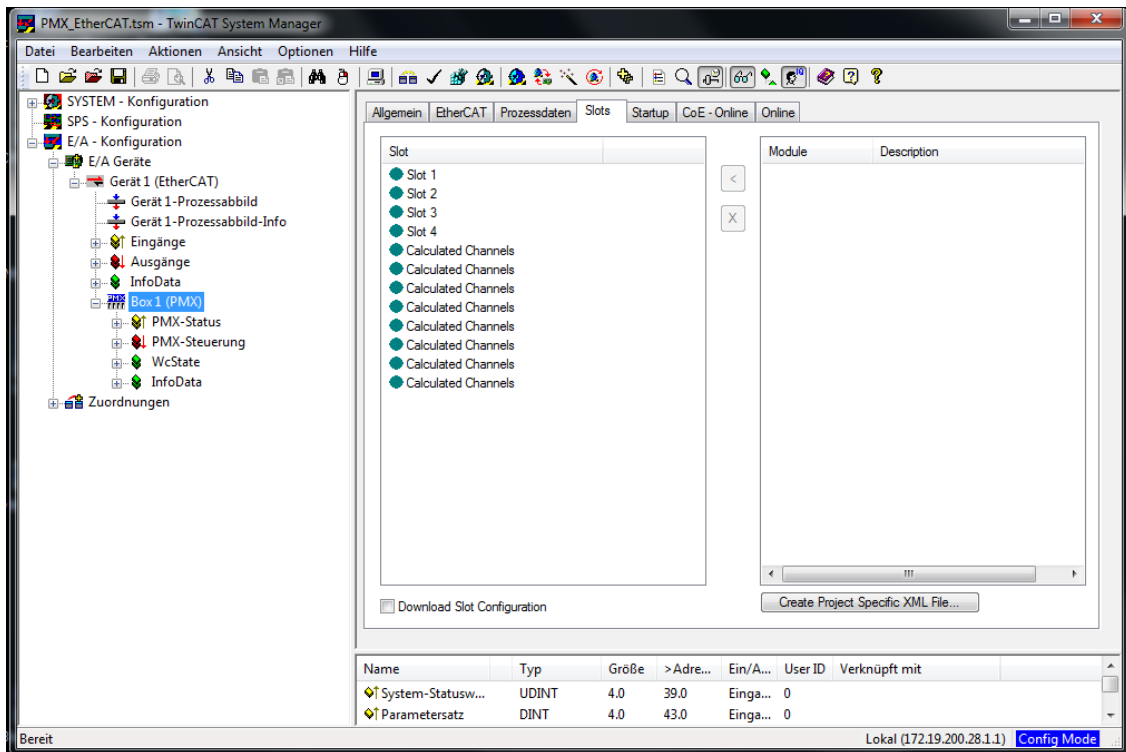 PMX_EtherCAT.tsm - TwinCAT System Manager
Datei Bearbeiten Aktionen Ansicht Optionen Hilfe
SYSTEM - Konfiguration
SPS - Konfiguration
E/A - Konfiguration
E/A Geräte
Gerät 1 (EtherCAT)
Gerät 1-Prozessabbild
Gerät 1-Prozessabbild-Info
Eingänge
Ausgänge
InfoData
Box 1 (PMX)
PMX-Status
PMX-Steuerung
WcState
InfoData
Zuordnungen
Allgemein EtherCAT Prozessdaten Slots Startup CoE - Online Online
Slot
Slot 1
Slot 2
Slot 3
Slot 4
Calculated Channels
Calculated Channels
Calculated Channels
Calculated Channels
Calculated Channels
Calculated Channels
Calculated Channels
Calculated Channels
<
X
Module Description
Download Slot Configuration
Create Project Specific XML File...
Name Typ Größe >Adre... Ein/A... User ID Verknüpft mit
System-Statusw... UDINT 4.0 39.0 Einga... 0
Parametersatz DINT 4.0 43.0 Einga... 0
Bereit Lokal (172.19.200.28.1.1) Config Mode